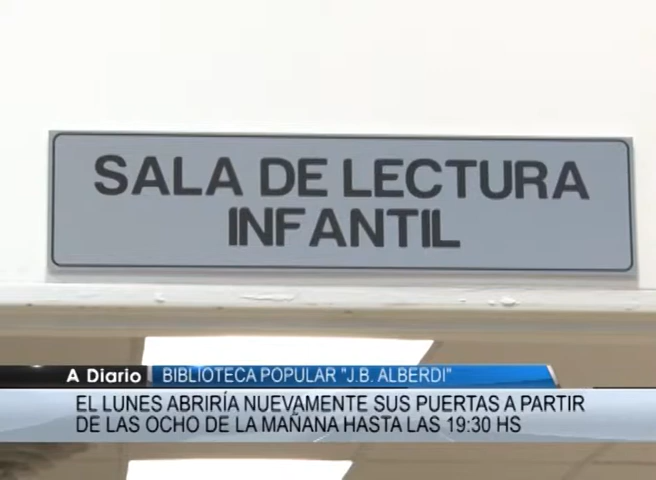 SALA DE LECTURA
INFANTIL
A Diario
BIBLIOTECA POPULAR "J.B. ALBERDI"
EL LUNES ABRIRÍA NUEVAMENTE SUS PUERTAS A PARTIR
DE LAS OCHO DE LA MAÑANA HASTA LAS 19:30 HS